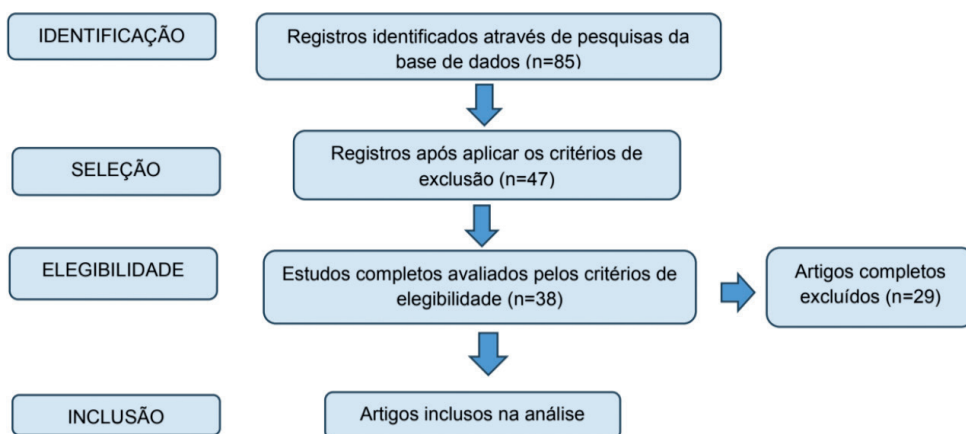 IDENTIFICAÇÃO
Registros identificados através de pesquisas da
base de dados (n=85)
SELEÇÃO
Registros após aplicar os critérios de
exclusão (n=47)
ELEGIBILIDADE
Estudos completos avaliados pelos critérios de
elegibilidade (n=38)
Artigos completos
excluídos (n=29)
INCLUSÃO
Artigos inclusos na análise